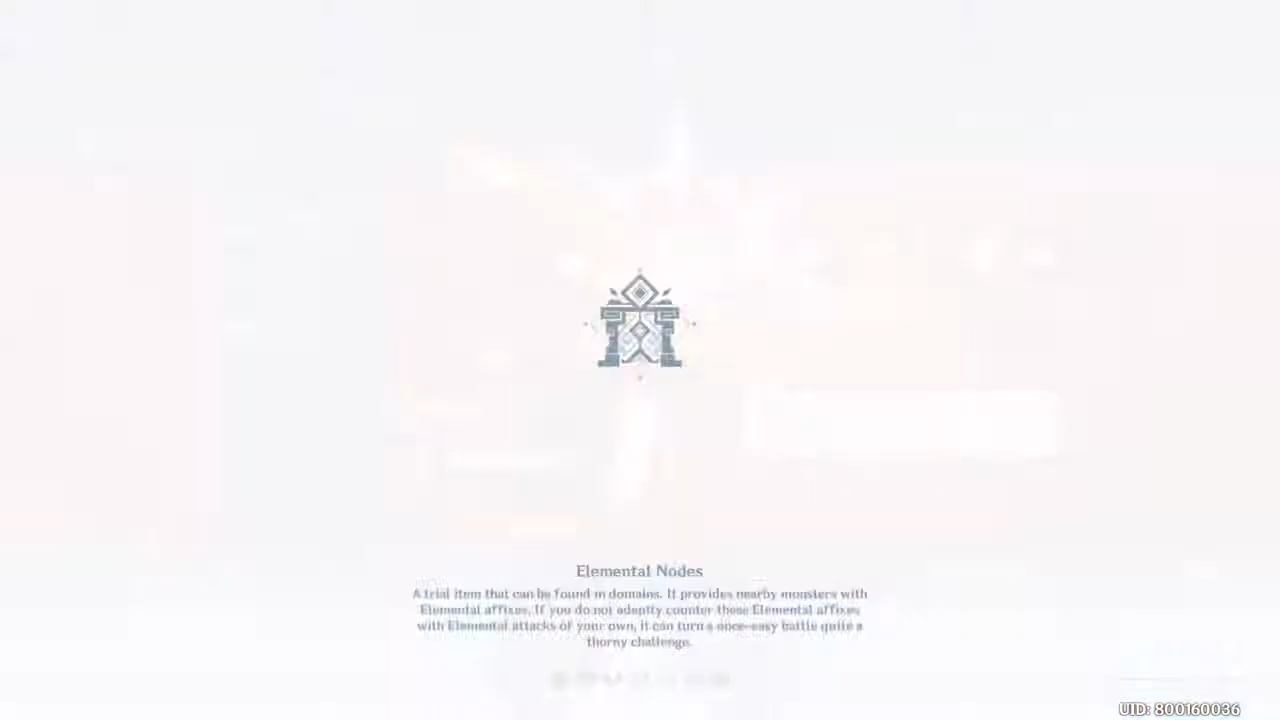 Elemental Nodes
A trial item that can be found in domains. It provides nearby monsters with
Elemental affixes. If you do not adeptly counter these Elemental affixes
with Elemental attacks of your own, it can turn a once-easy battle quite a
thorny challenge.
UID: 800160036